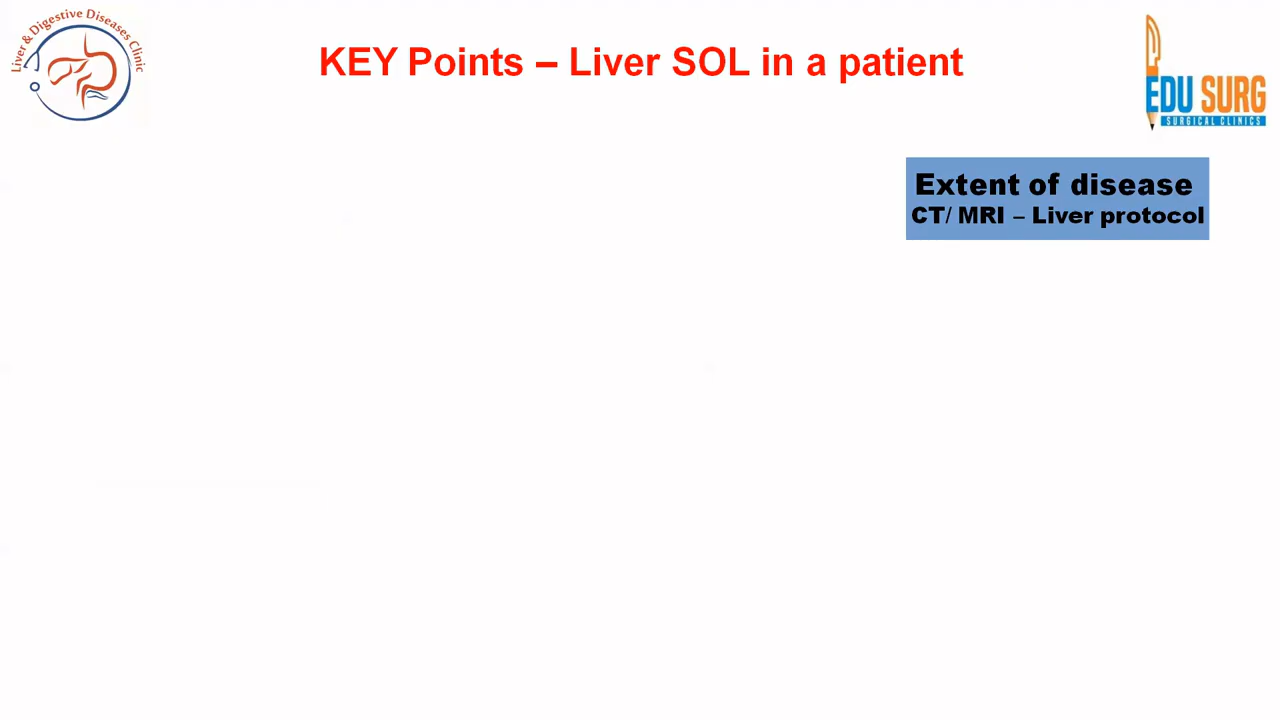 Liver & Digestive Diseases Clinic
KEY Points – Liver SOL in a patient
EDU SURG
SURGICAL CLINICS
Extent of disease
CT/ MRI – Liver protocol